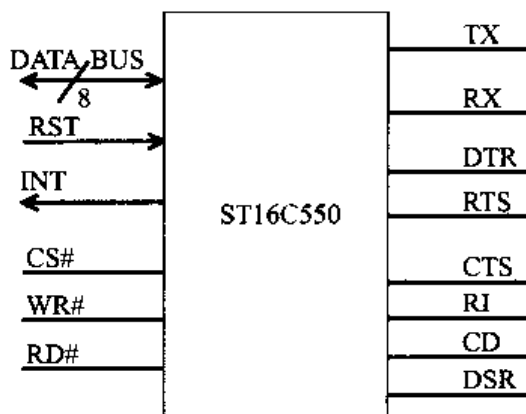 DATA BUS
8
RST
INT
CS#
WR#
RD#
ST16C550
TX
RX
DTR
RTS
CTS
RI
CD
DSR